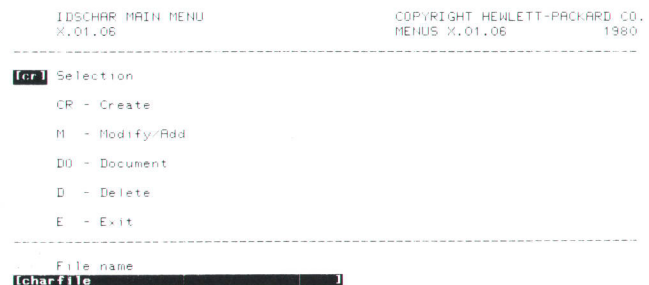 IDSCHAR MAIN MENU COPYRIGHT HEWLETT-PACKARD CO.
X.01.06 MENUS X.01.06 1980
[cr] Selection
CR - Create
M - Modify/Add
DO - Document
D - Delete
E - Exit
File name
[charfile ]